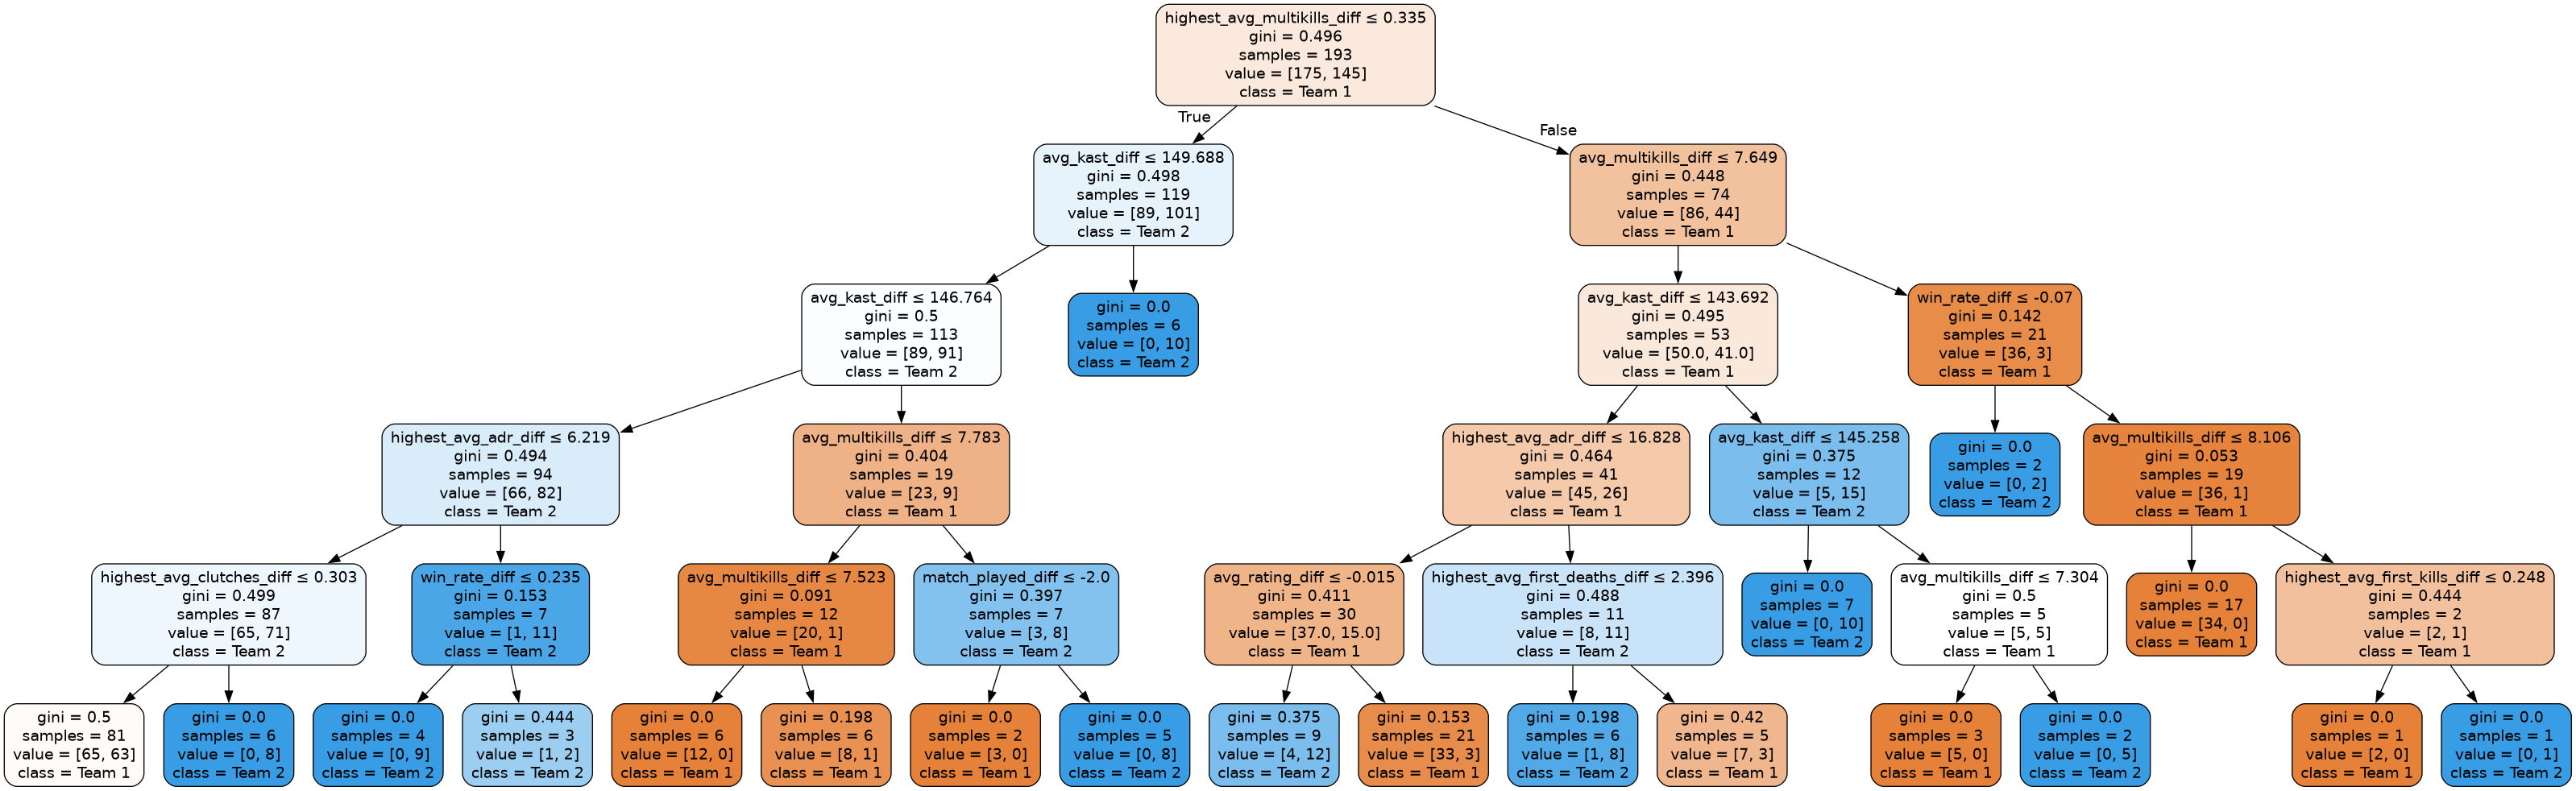 highest_avg_multikills_diff ≤ 0.335
gini = 0.496
samples = 193
value = [175, 145]
class = Team 1
True
False
avg_kast_diff ≤ 149.688
gini = 0.498
samples = 119
value = [89, 101]
class = Team 2
avg_multikills_diff ≤ 7.649
gini = 0.448
samples = 74
value = [86, 44]
class = Team 1
avg_kast_diff ≤ 146.764
gini = 0.5
samples = 113
value = [89, 91]
class = Team 2
gini = 0.0
samples = 6
value = [0, 10]
class = Team 2
avg_kast_diff ≤ 143.692
gini = 0.495
samples = 53
value = [50.0, 41.0]
class = Team 1
win_rate_diff ≤ -0.07
gini = 0.142
samples = 21
value = [36, 3]
class = Team 1
highest_avg_adr_diff ≤ 6.219
gini = 0.494
samples = 94
value = [66, 82]
class = Team 2
avg_multikills_diff ≤ 7.783
gini = 0.404
samples = 19
value = [23, 9]
class = Team 1
highest_avg_adr_diff ≤ 16.828
gini = 0.464
samples = 41
value = [45, 26]
class = Team 1
avg_kast_diff ≤ 145.258
gini = 0.375
samples = 12
value = [5, 15]
class = Team 2
gini = 0.0
samples = 2
value = [0, 2]
class = Team 2
avg_multikills_diff ≤ 8.106
gini = 0.053
samples = 19
value = [36, 1]
class = Team 1
highest_avg_clutches_diff ≤ 0.303
gini = 0.499
samples = 87
value = [65, 71]
class = Team 2
win_rate_diff ≤ 0.235
gini = 0.153
samples = 7
value = [1, 11]
class = Team 2
avg_multikills_diff ≤ 7.523
gini = 0.091
samples = 12
value = [20, 1]
class = Team 1
match_played_diff ≤ -2.0
gini = 0.397
samples = 7
value = [3, 8]
class = Team 2
avg_rating_diff ≤ -0.015
gini = 0.411
samples = 30
value = [37.0, 15.0]
class = Team 1
highest_avg_first_deaths_diff ≤ 2.396
gini = 0.488
samples = 11
value = [8, 11]
class = Team 2
gini = 0.0
samples = 7
value = [0, 10]
class = Team 2
avg_multikills_diff ≤ 7.304
gini = 0.5
samples = 5
value = [5, 5]
class = Team 1
gini = 0.0
samples = 17
value = [34, 0]
class = Team 1
highest_avg_first_kills_diff ≤ 0.248
gini = 0.444
samples = 2
value = [2, 1]
class = Team 1
gini = 0.5
samples = 81
value = [65, 63]
class = Team 1
gini = 0.0
samples = 6
value = [0, 8]
class = Team 2
gini = 0.0
samples = 4
value = [0, 9]
class = Team 2
gini = 0.444
samples = 3
value = [1, 2]
class = Team 2
gini = 0.0
samples = 6
value = [12, 0]
class = Team 1
gini = 0.198
samples = 6
value = [8, 1]
class = Team 1
gini = 0.0
samples = 2
value = [3, 0]
class = Team 1
gini = 0.0
samples = 5
value = [0, 8]
class = Team 2
gini = 0.375
samples = 9
value = [4, 12]
class = Team 2
gini = 0.153
samples = 21
value = [33, 3]
class = Team 1
gini = 0.198
samples = 6
value = [1, 8]
class = Team 2
gini = 0.42
samples = 5
value = [7, 3]
class = Team 1
gini = 0.0
samples = 3
value = [5, 0]
class = Team 1
gini = 0.0
samples = 2
value = [0, 5]
class = Team 2
gini = 0.0
samples = 1
value = [2, 0]
class = Team 1
gini = 0.0
samples = 1
value = [0, 1]
class = Team 2